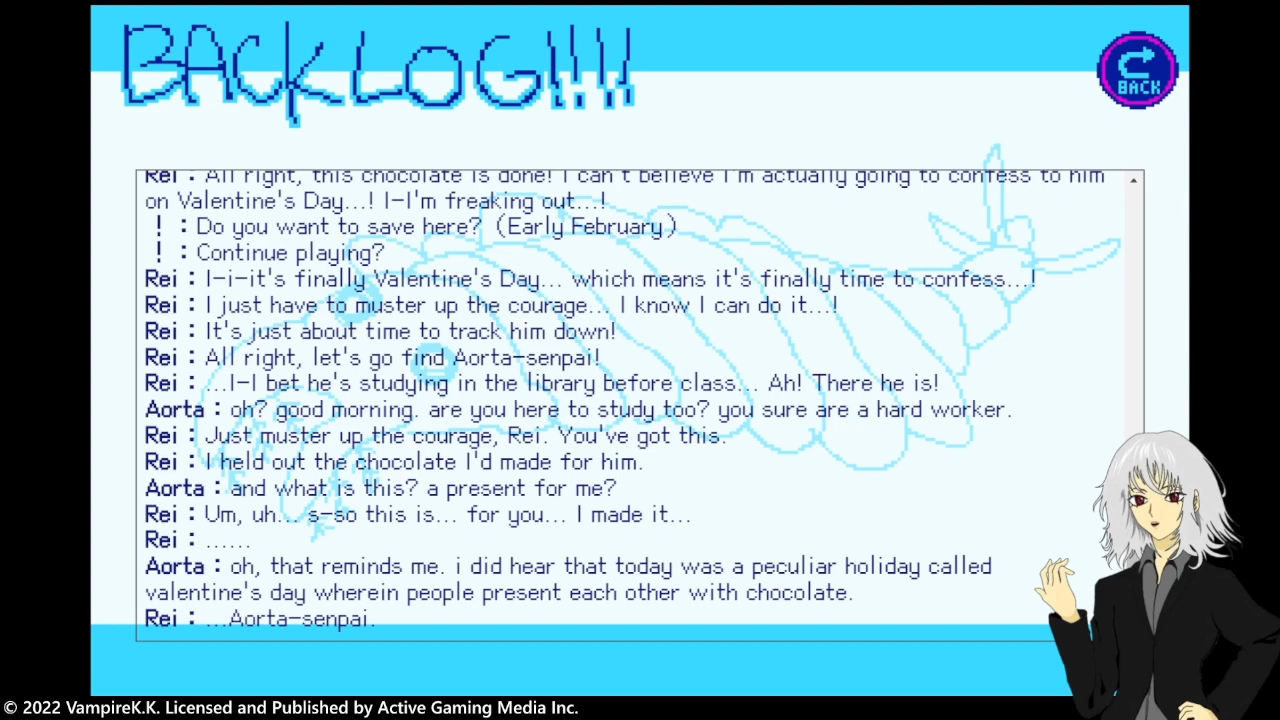 BACKLOG!!!!
BACK
Rei : All right, this chocolate is done! I can't believe I'm actually going to confess to him
on Valentine's Day...! I-I'm freaking out...!
! : Do you want to save here? (Early February)
! : Continue playing?
Rei : I-i-it's finally Valentine's Day... which means it's finally time to confess...!
Rei : I just have to muster up the courage... I know I can do it...!
Rei : It's just about time to track him down!
Rei : All right, let's go find Aorta-senpai!
Rei : ...I-I bet he's studying in the library before class... Ah! There he is!
Aorta : oh? good morning. are you here to study too? you sure are a hard worker.
Rei : Just muster up the courage, Rei. You've got this.
Rei : I held out the chocolate I'd made for him.
Aorta : and what is this? a present for me?
Rei : Um, uh... s-so this is... for you... I made it...
Rei : ......
Aorta : oh, that reminds me. i did hear that today was a peculiar holiday called
valentine's day wherein people present each other with chocolate.
Rei : ...Aorta-senpai.
© 2022 VampireK.K. Licensed and Published by Active Gaming Media Inc.